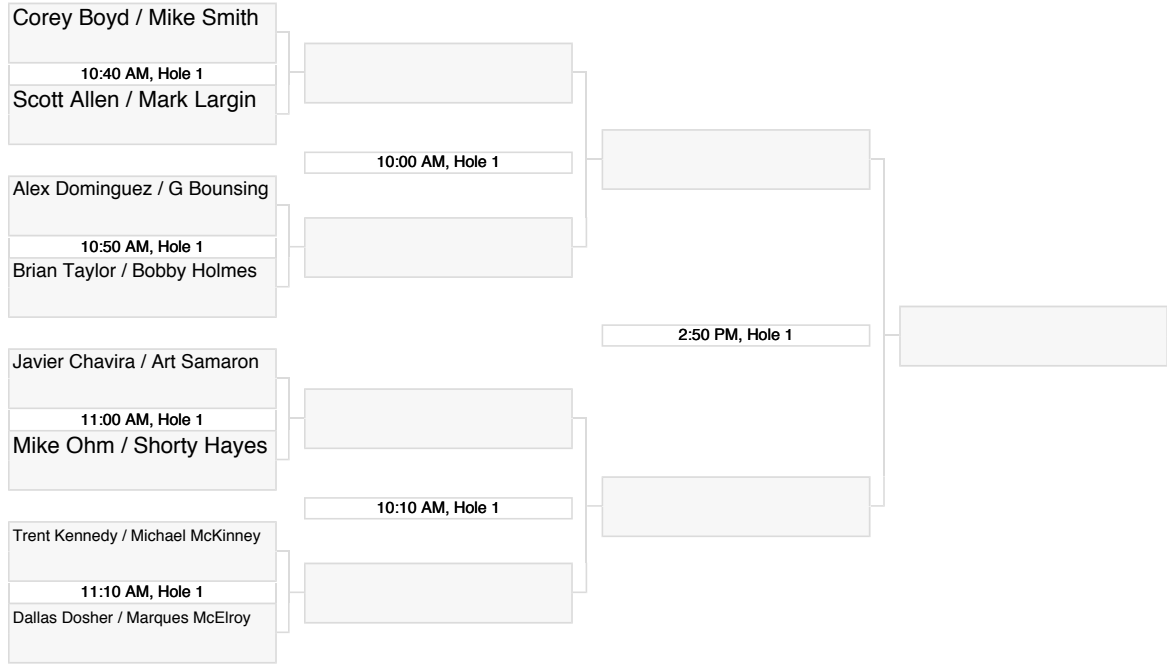 Corey Boyd / Mike Smith
10:40 AM, Hole 1
Scott Allen / Mark Largin
10:00 AM, Hole 1
Alex Dominguez / G Bounsing
10:50 AM, Hole 1
Brian Taylor / Bobby Holmes
2:50 PM, Hole 1
Javier Chavira / Art Samaron
11:00 AM, Hole 1
Mike Ohm / Shorty Hayes
10:10 AM, Hole 1
Trent Kennedy / Michael McKinney
11:10 AM, Hole 1
Dallas Dosher / Marques McElroy